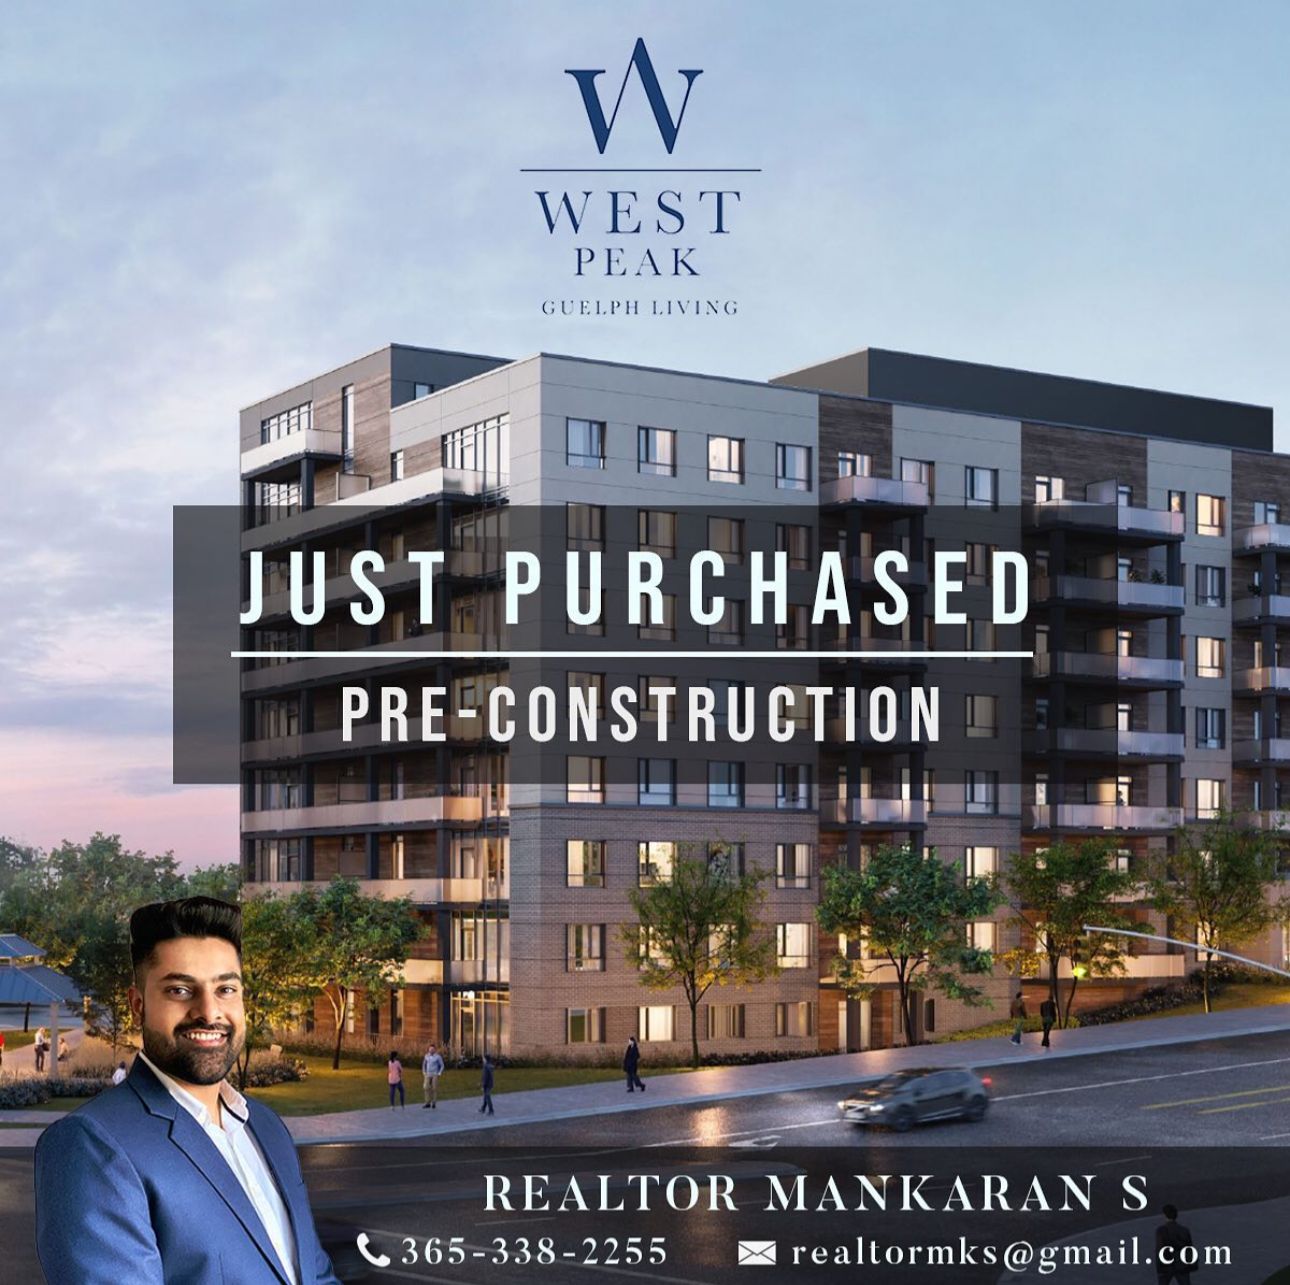 W
WEST
PEAK
GUELPH LIVING
JUST PURCHASED
PRE-CONSTRUCTION
REALTOR MANKARAN S
365-338-2255
realtormks@gmail.com